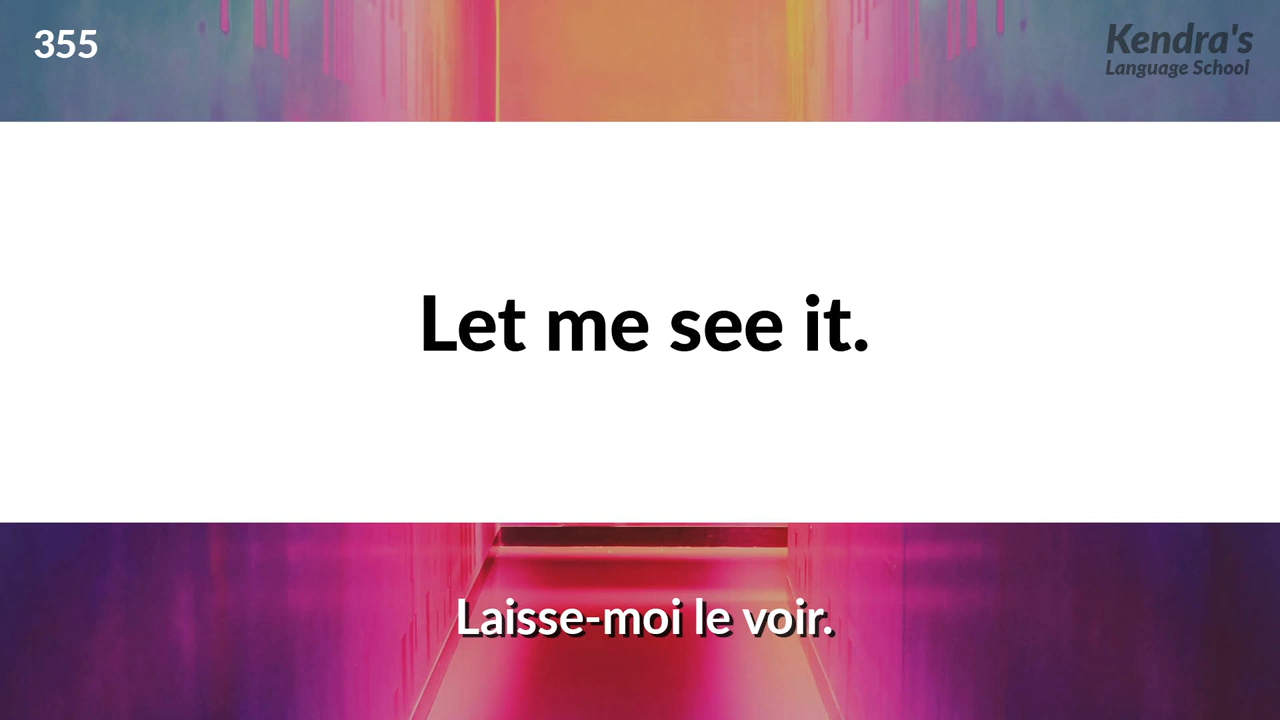 355
Kendra's
Language School
Let me see it.
Laisse-moi le voir.